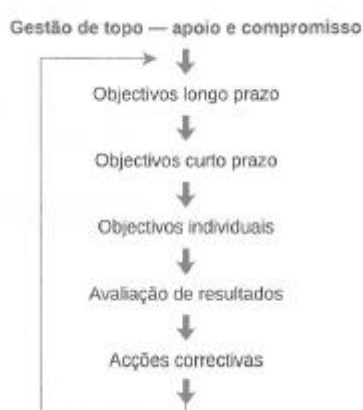 Gestão de topo — apoio e compromisso
Objectivos longo prazo
Objectivos curto prazo
Objectivos individuais
Avaliação de resultados
Acções correctivas